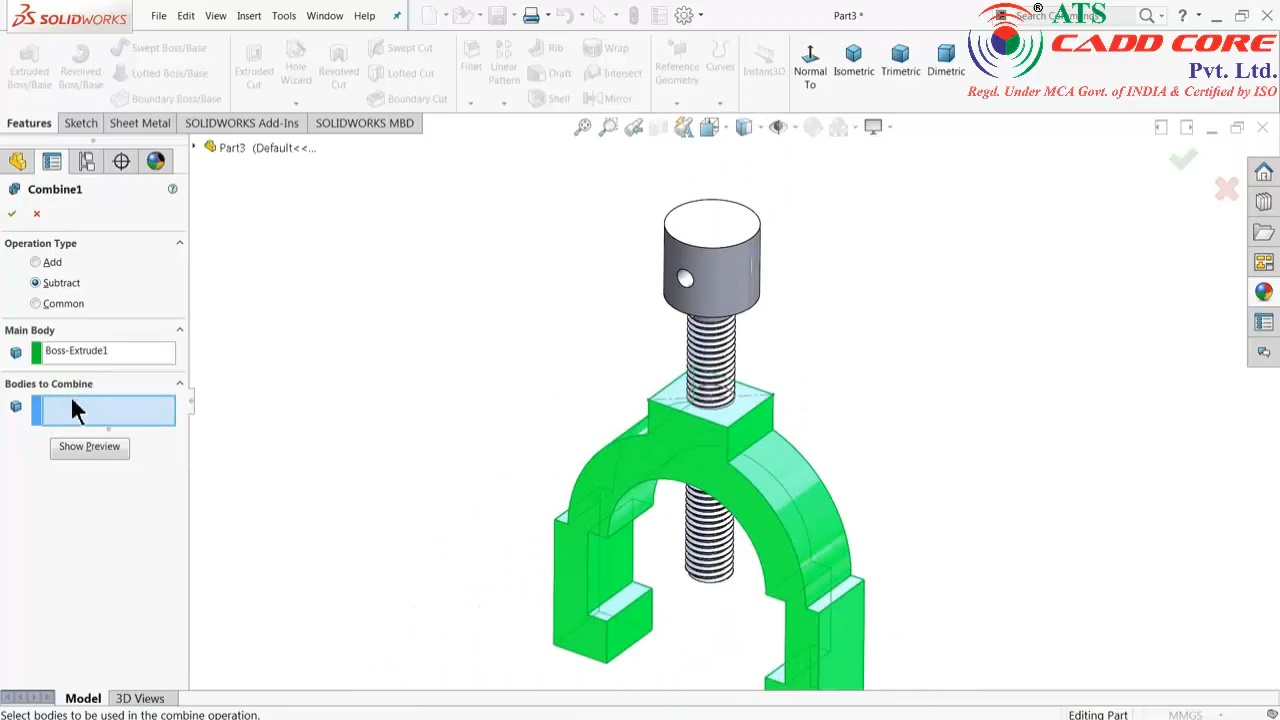 SOLIDWORKS
File
Edit
View
Insert
Tools
Window
Help
Part3 *
Search Commands
?
ATS
CADD CORE
Pvt. Ltd.
Regd. Under MCA Govt. of INDIA & Certified by ISO
®
Extruded Boss/Base
Revolved Boss/Base
Swept Boss/Base
Lofted Boss/Base
Boundary Boss/Base
Extruded Cut
Hole Wizard
Revolved Cut
Swept Cut
Lofted Cut
Boundary Cut
Fillet
Linear Pattern
Rib
Draft
Shell
Wrap
Intersect
Mirror
Reference Geometry
Curves
Instant3D
Normal To
Isometric
Trimetric
Dimetric
Features
Sketch
Sheet Metal
SOLIDWORKS Add-Ins
SOLIDWORKS MBD
Part3 (Default<<...
Combine1
Operation Type
Add
Subtract
Common
Main Body
Boss-Extrude1
Bodies to Combine
Show Preview
Model
3D Views
Select bodies to be used in the combine operation.
Editing Part
MMGS